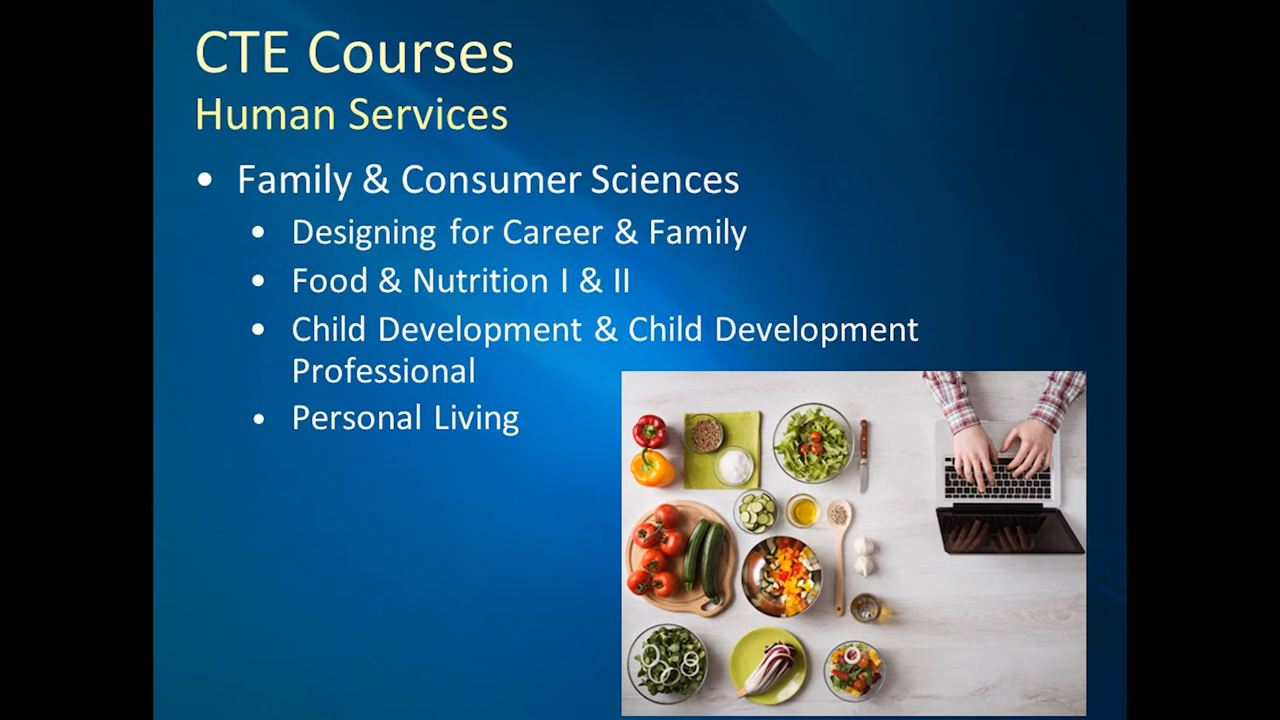 CTE Courses
Human Services
• Family & Consumer Sciences
• Designing for Career & Family
• Food & Nutrition I & II
• Child Development & Child Development
Professional
• Personal Living